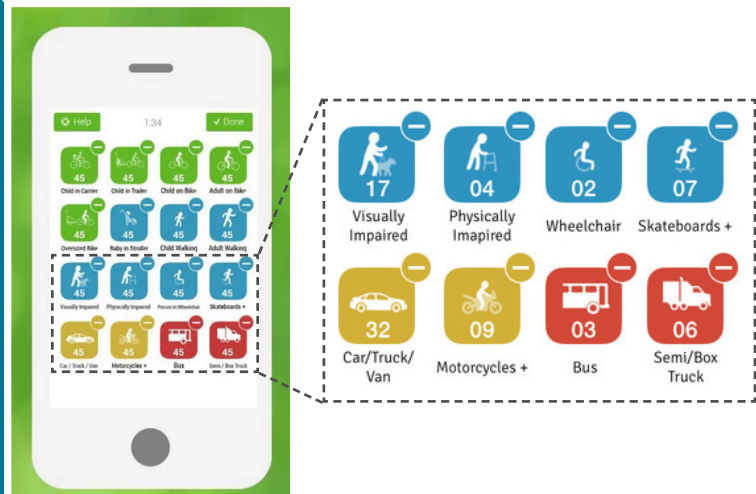 Help 1:34 Done
45 45 45 45
Child in Carrier Child in Trailer Child on Bike Adult on Bike
45 45 45 45
Oversized Bike Baby in Stroller Child Walking Adult Walking
45 45 45 45
Visually Impaired Physically Impaired Person in Wheelchair Skateboards +
45 45 45 45
Car / Truck / Van Motorcycles + Bus Semi / Box Truck
17 04 02 07
Visually Impaired
Physically Imapired
Wheelchair
Skateboards +
32 09 03 06
Car/Truck/ Van
Motorcycles +
Bus
Semi/Box Truck